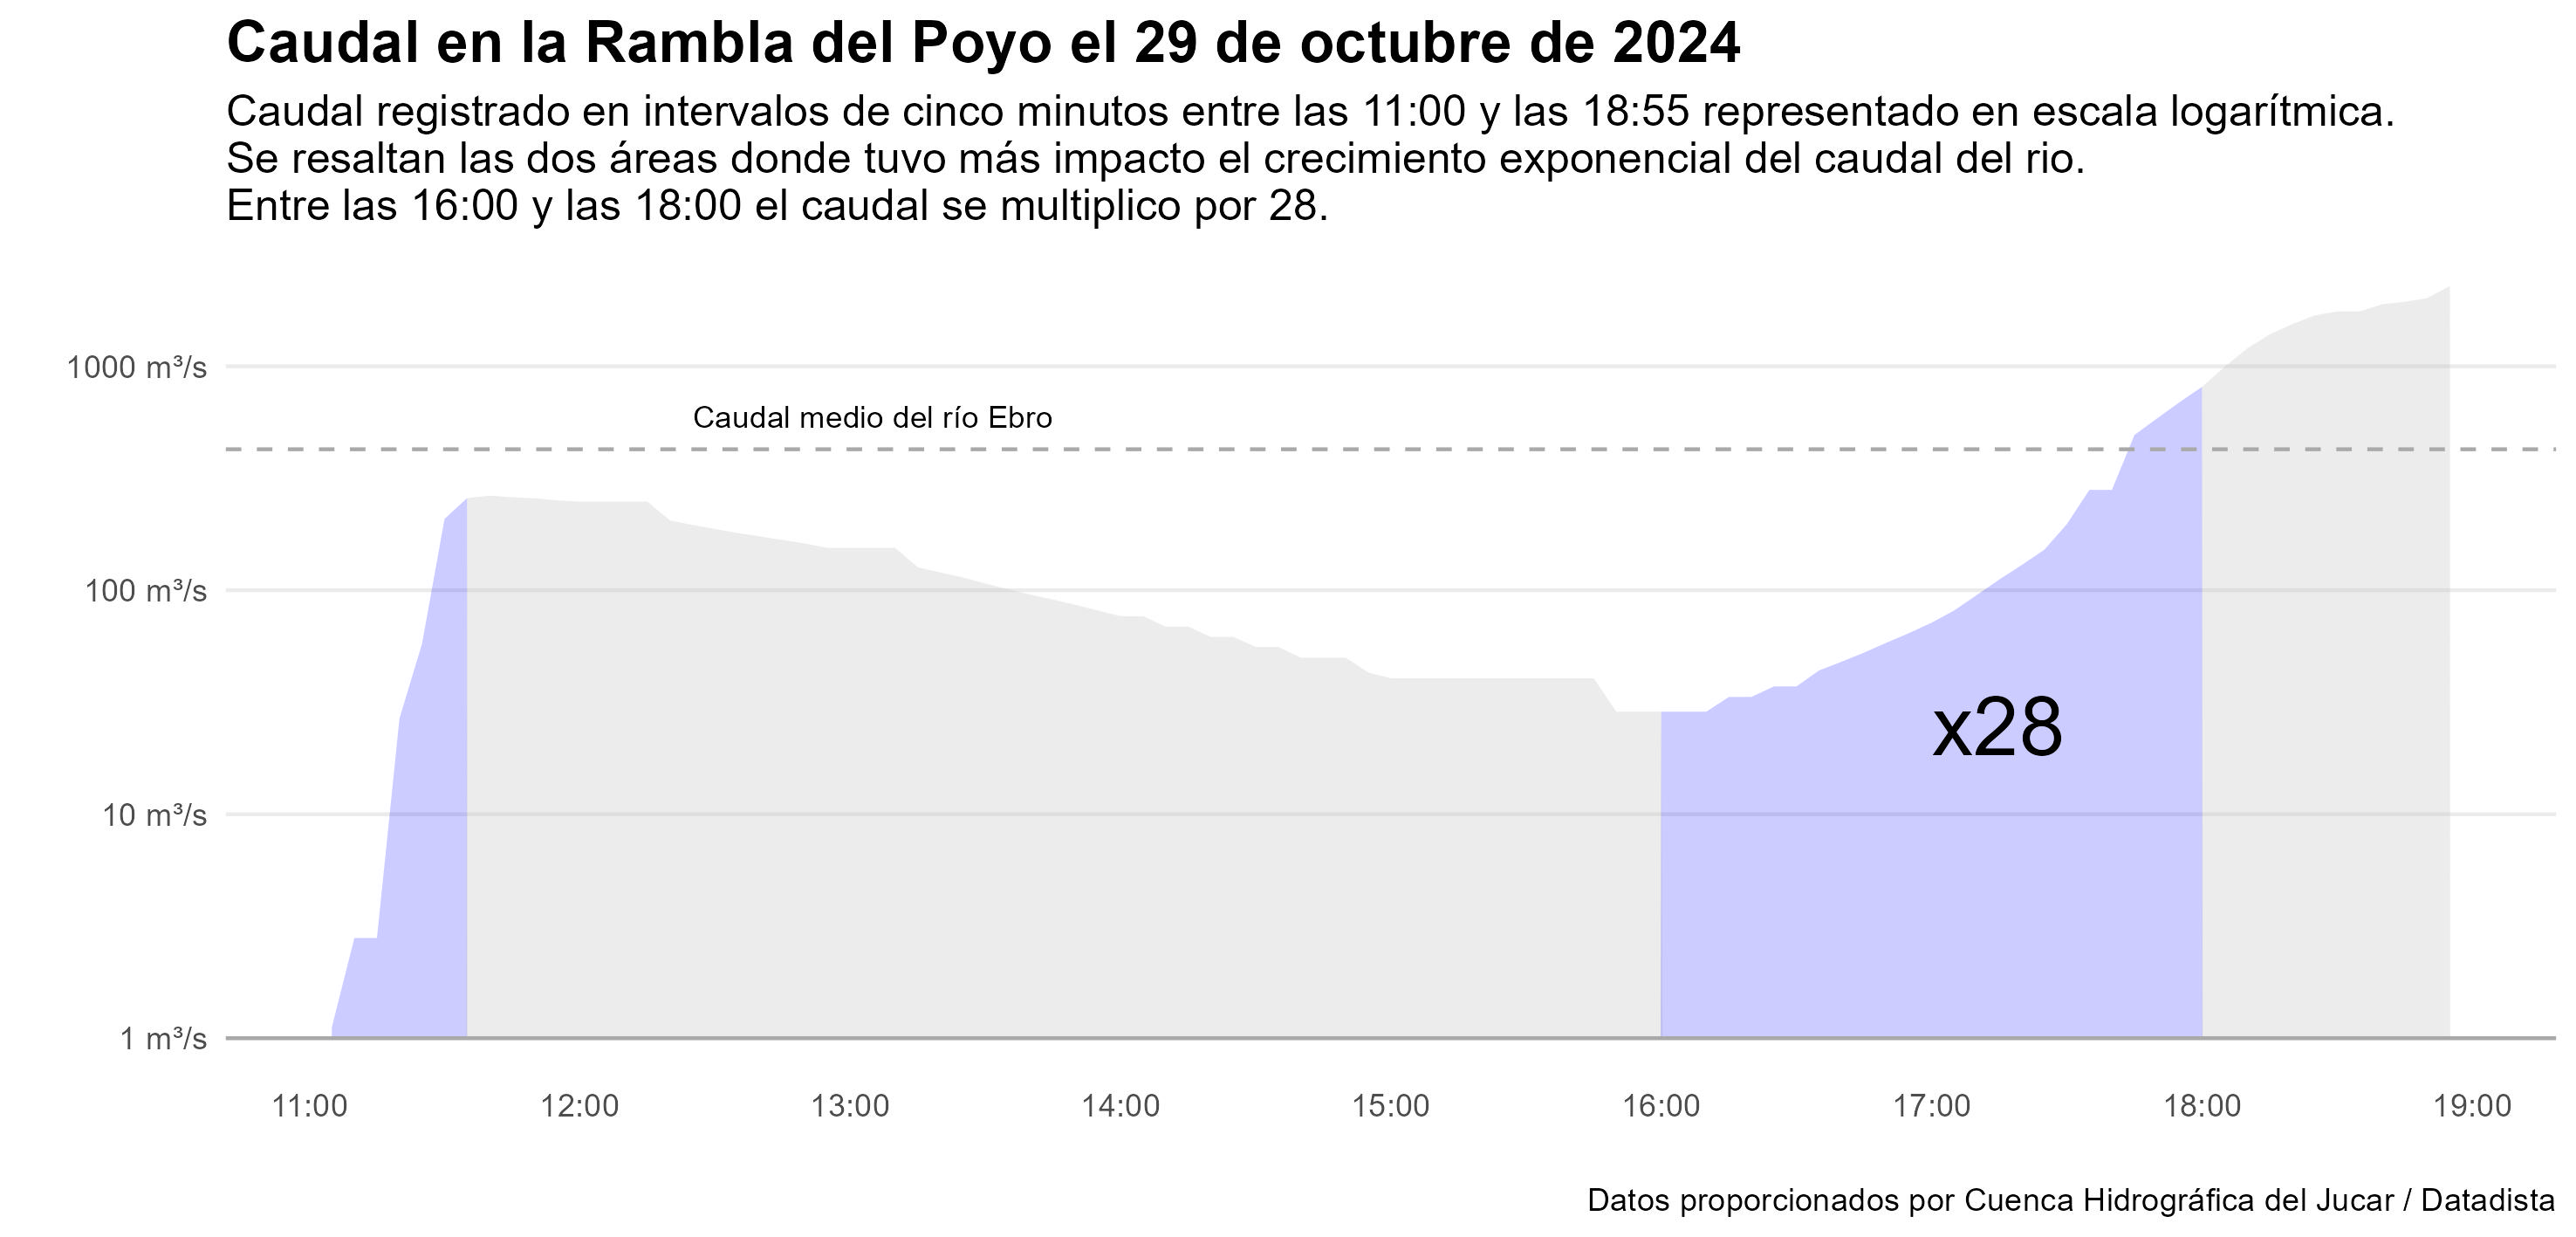 Caudal en la Rambla del Poyo el 29 de octubre de 2024
Caudal registrado en intervalos de cinco minutos entre las 11:00 y las 18:55 representado en escala logarítmica.
Se resaltan las dos áreas donde tuvo más impacto el crecimiento exponencial del caudal del rio.
Entre las 16:00 y las 18:00 el caudal se multiplico por 28.
1000 m³/s
Caudal medio del río Ebro
100 m³/s
x28
10 m³/s
1 m³/s
11:00 12:00 13:00 14:00 15:00 16:00 17:00 18:00 19:00
Datos proporcionados por Cuenca Hidrográfica del Jucar / Datadista